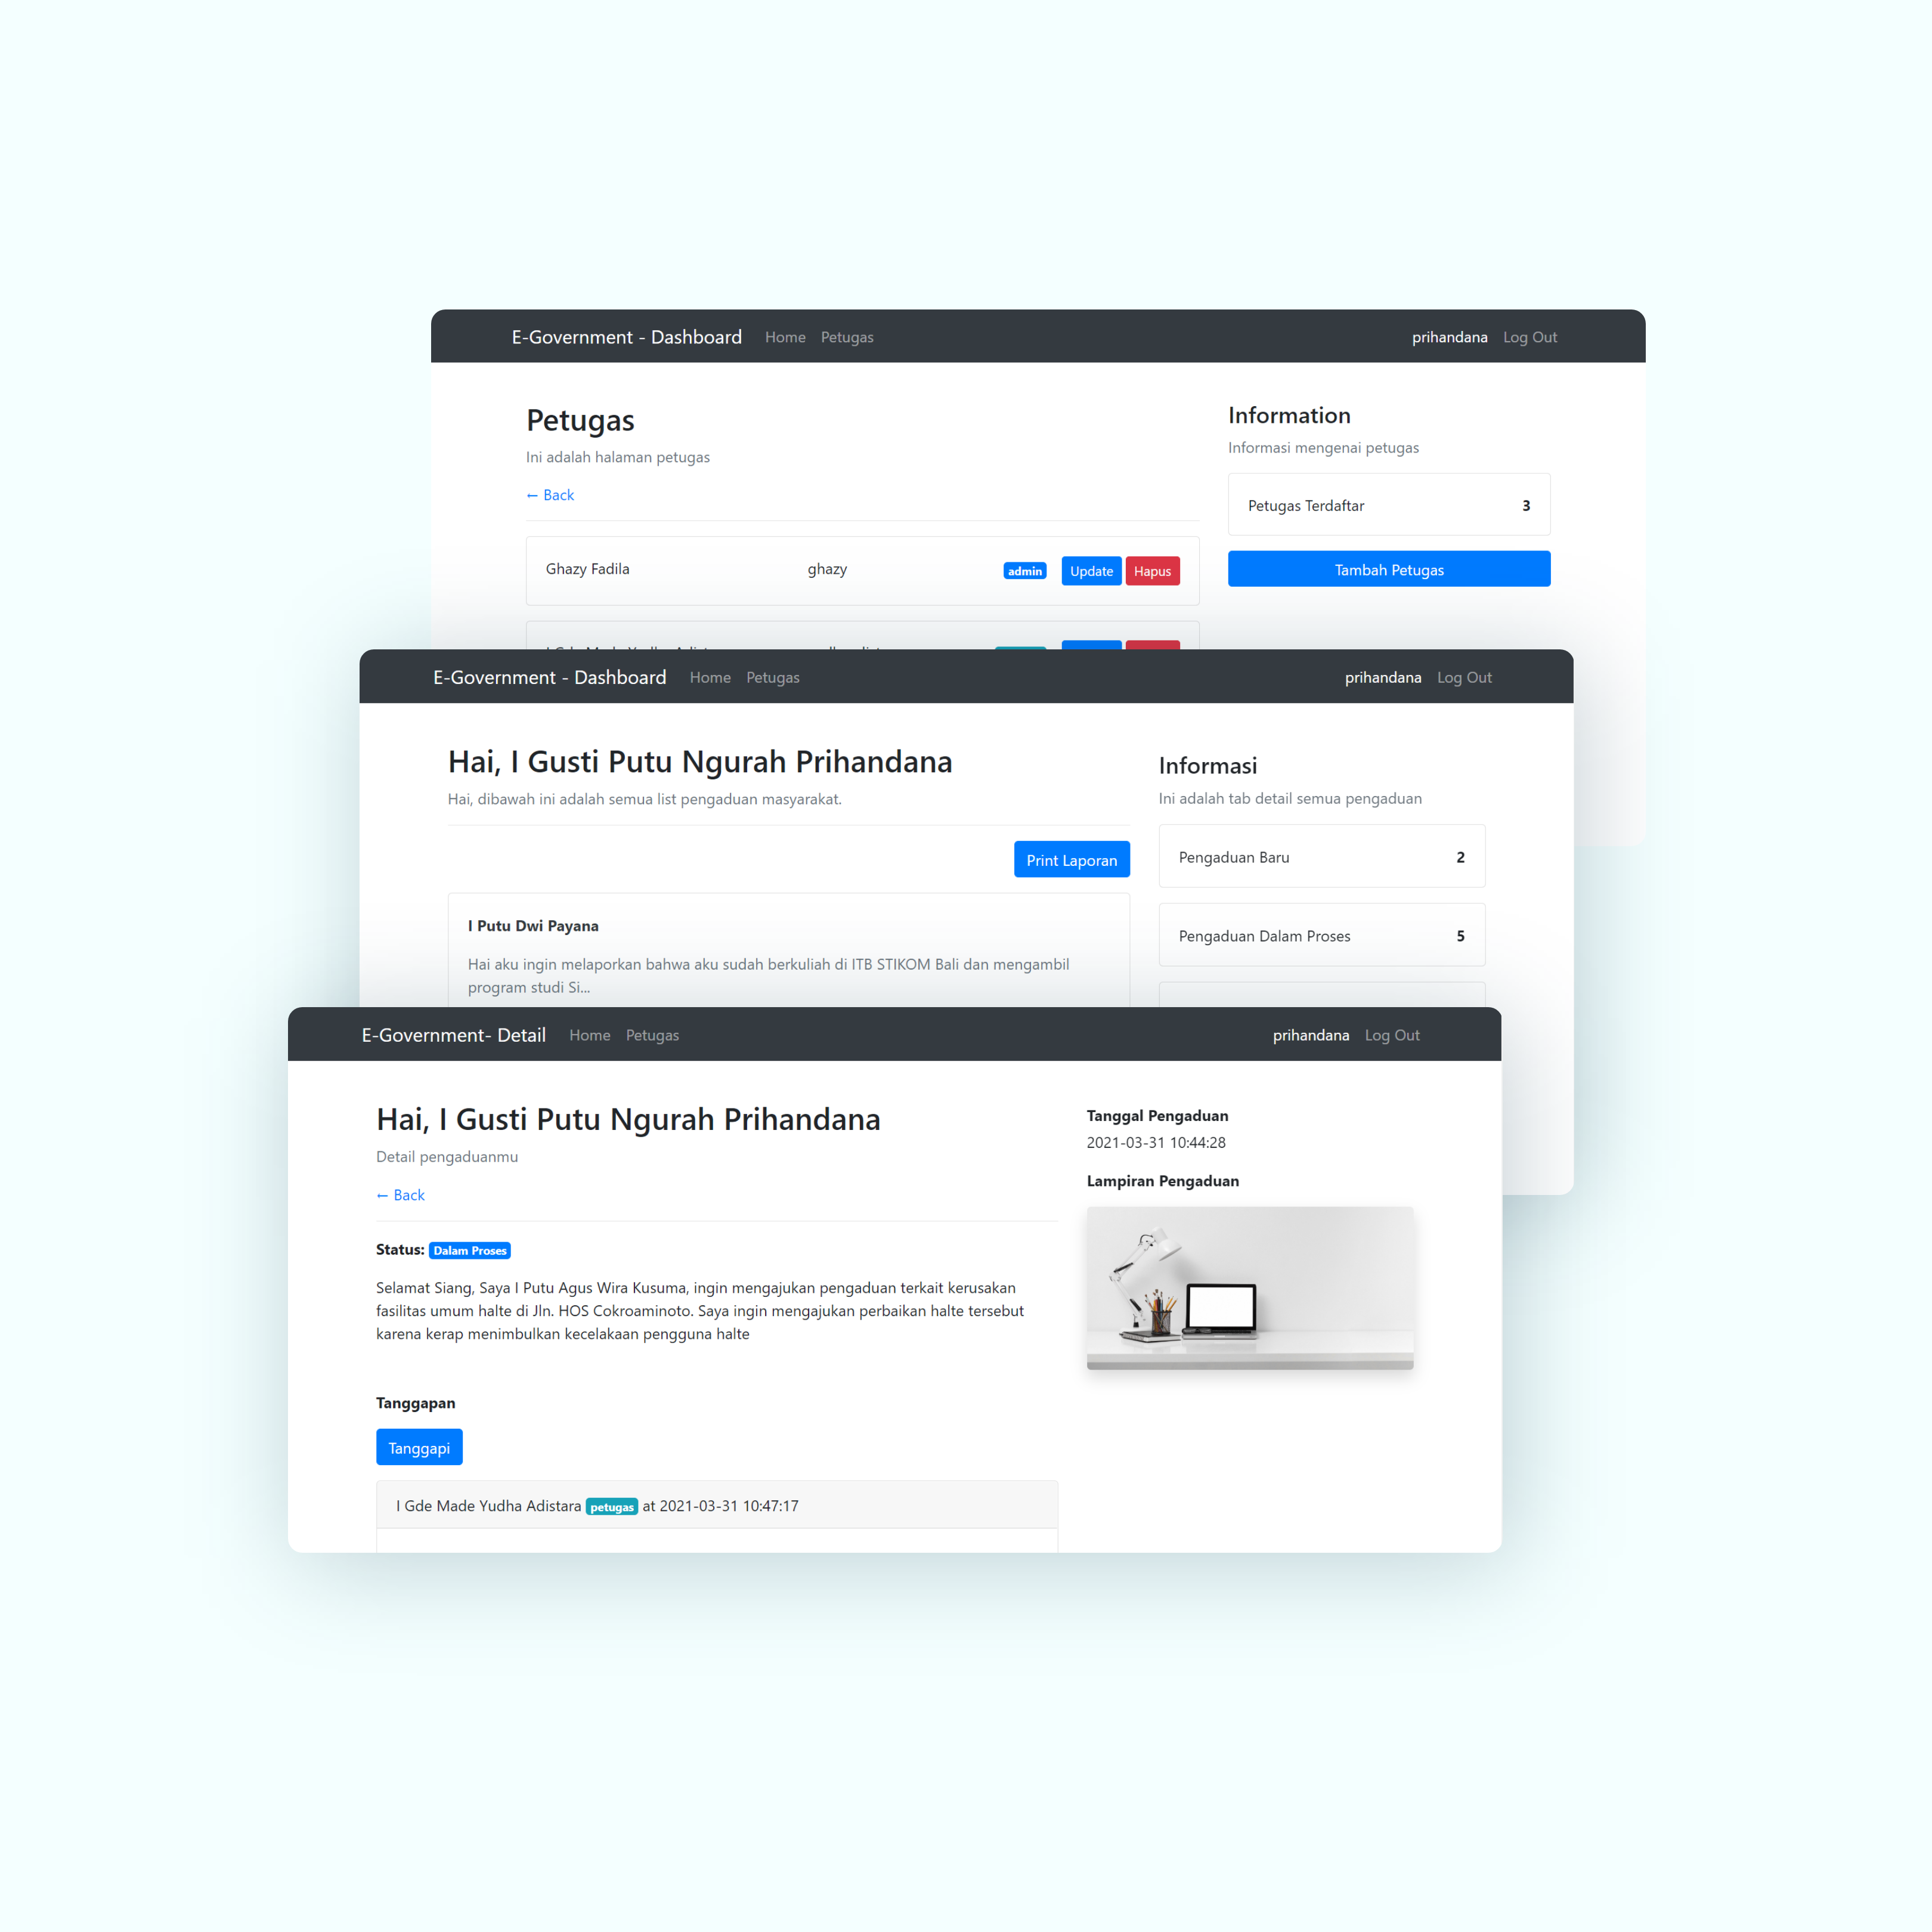 E-Government - Dashboard Home Petugas prihandana Log Out
Petugas
Ini adalah halaman petugas
← Back
Ghazy Fadila ghazy admin Update Hapus
Information
Informasi mengenai petugas
Petugas Terdaftar 3
Tambah Petugas
E-Government - Dashboard Home Petugas prihandana Log Out
Hai, I Gusti Putu Ngurah Prihandana
Hai, dibawah ini adalah semua list pengaduan masyarakat.
Print Laporan
I Putu Dwi Payana
Hai aku ingin melaporkan bahwa aku sudah berkuliah di ITB STIKOM Bali dan mengambil
program studi Si...
Informasi
Ini adalah tab detail semua pengaduan
Pengaduan Baru 2
Pengaduan Dalam Proses 5
E-Government- Detail Home Petugas prihandana Log Out
Hai, I Gusti Putu Ngurah Prihandana
Detail pengaduanmu
← Back
Status: Dalam Proses
Selamat Siang, Saya I Putu Agus Wira Kusuma, ingin mengajukan pengaduan terkait kerusakan
fasilitas umum halte di Jln. HOS Cokroaminoto. Saya ingin mengajukan perbaikan halte tersebut
karena kerap menimbulkan kecelakaan pengguna halte
Tanggapan
Tanggapi
I Gde Made Yudha Adistara petugas at 2021-03-31 10:47:17
Tanggal Pengaduan
2021-03-31 10:44:28
Lampiran Pengaduan